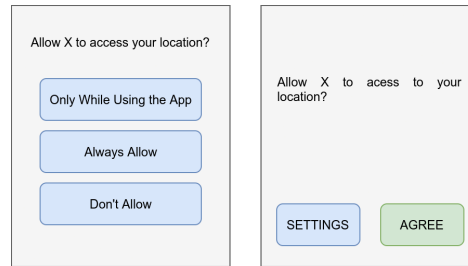 Allow X to access your location?
Only While Using the App
Always Allow
Don't Allow
Allow X to acess to your
location?
SETTINGS
AGREE